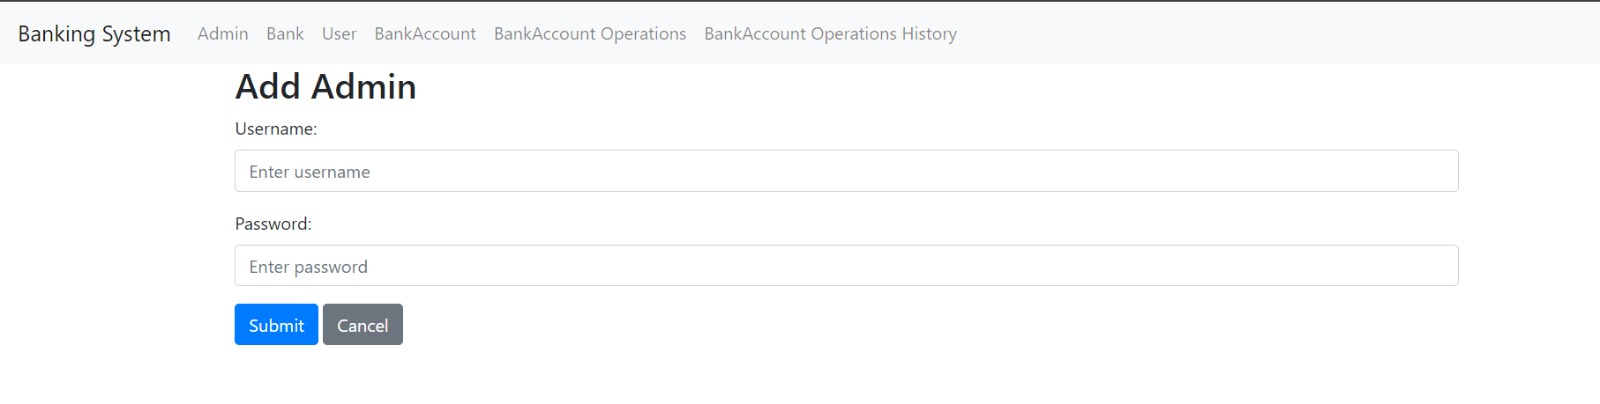 Banking System Admin Bank User BankAccount BankAccount Operations BankAccount Operations History
Add Admin
Username:
Enter username
Password:
Enter password
Submit Cancel